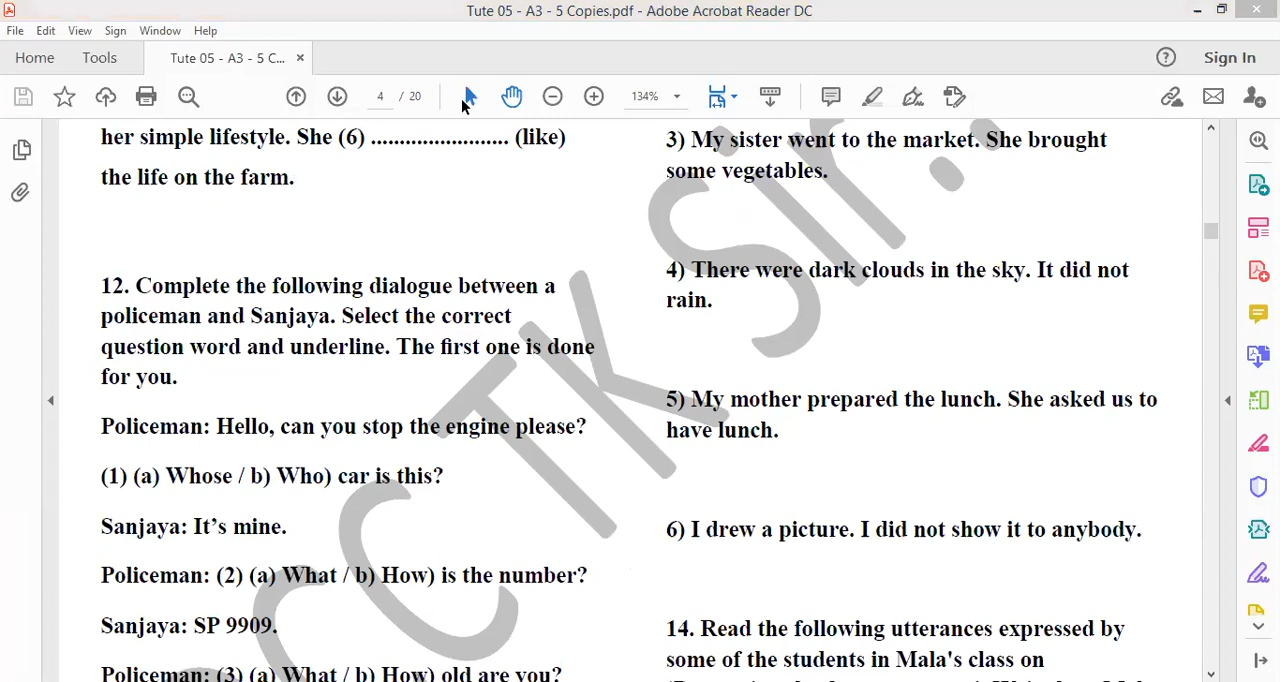 Tute 05 - A3 - 5 Copies.pdf - Adobe Acrobat Reader DC
File Edit View Sign Window Help
Home Tools Tute 05 - A3 - 5 C... × Sign In
4 / 20 134%
her simple lifestyle. She (6) ........................ (like)
the life on the farm.
12. Complete the following dialogue between a
policeman and Sanjaya. Select the correct
question word and underline. The first one is done
for you.
Policeman: Hello, can you stop the engine please?
(1) (a) Whose / b) Who) car is this?
Sanjaya: It’s mine.
Policeman: (2) (a) What / b) How) is the number?
Sanjaya: SP 9909.
Policeman: (3) (a) What / b) How) old are you?
3) My sister went to the market. She brought
some vegetables.
4) There were dark clouds in the sky. It did not
rain.
5) My mother prepared the lunch. She asked us to
have lunch.
6) I drew a picture. I did not show it to anybody.
14. Read the following utterances expressed by
some of the students in Mala's class on
CC TK Sir.